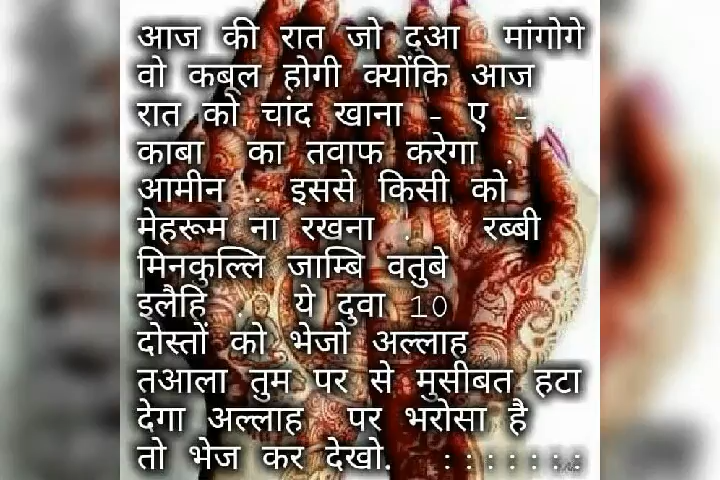 आज की रात जो दुआ मांगोगे
वो कबूल होगी क्योंकि आज
रात को चांद खाना - ए -
काबा का तवाफ करेगा .
आमीन . इससे किसी को
मेहरूम ना रखना . रब्बी
मिनकुल्लि जाम्बि वतुबे
इलैहि . ये दुवा 10
दोस्तों को भेजो अल्लाह
तआला तुम पर से मुसीबत हटा
देगा अल्लाह पर भरोसा है
तो भेज कर देखो. : : : : : : :